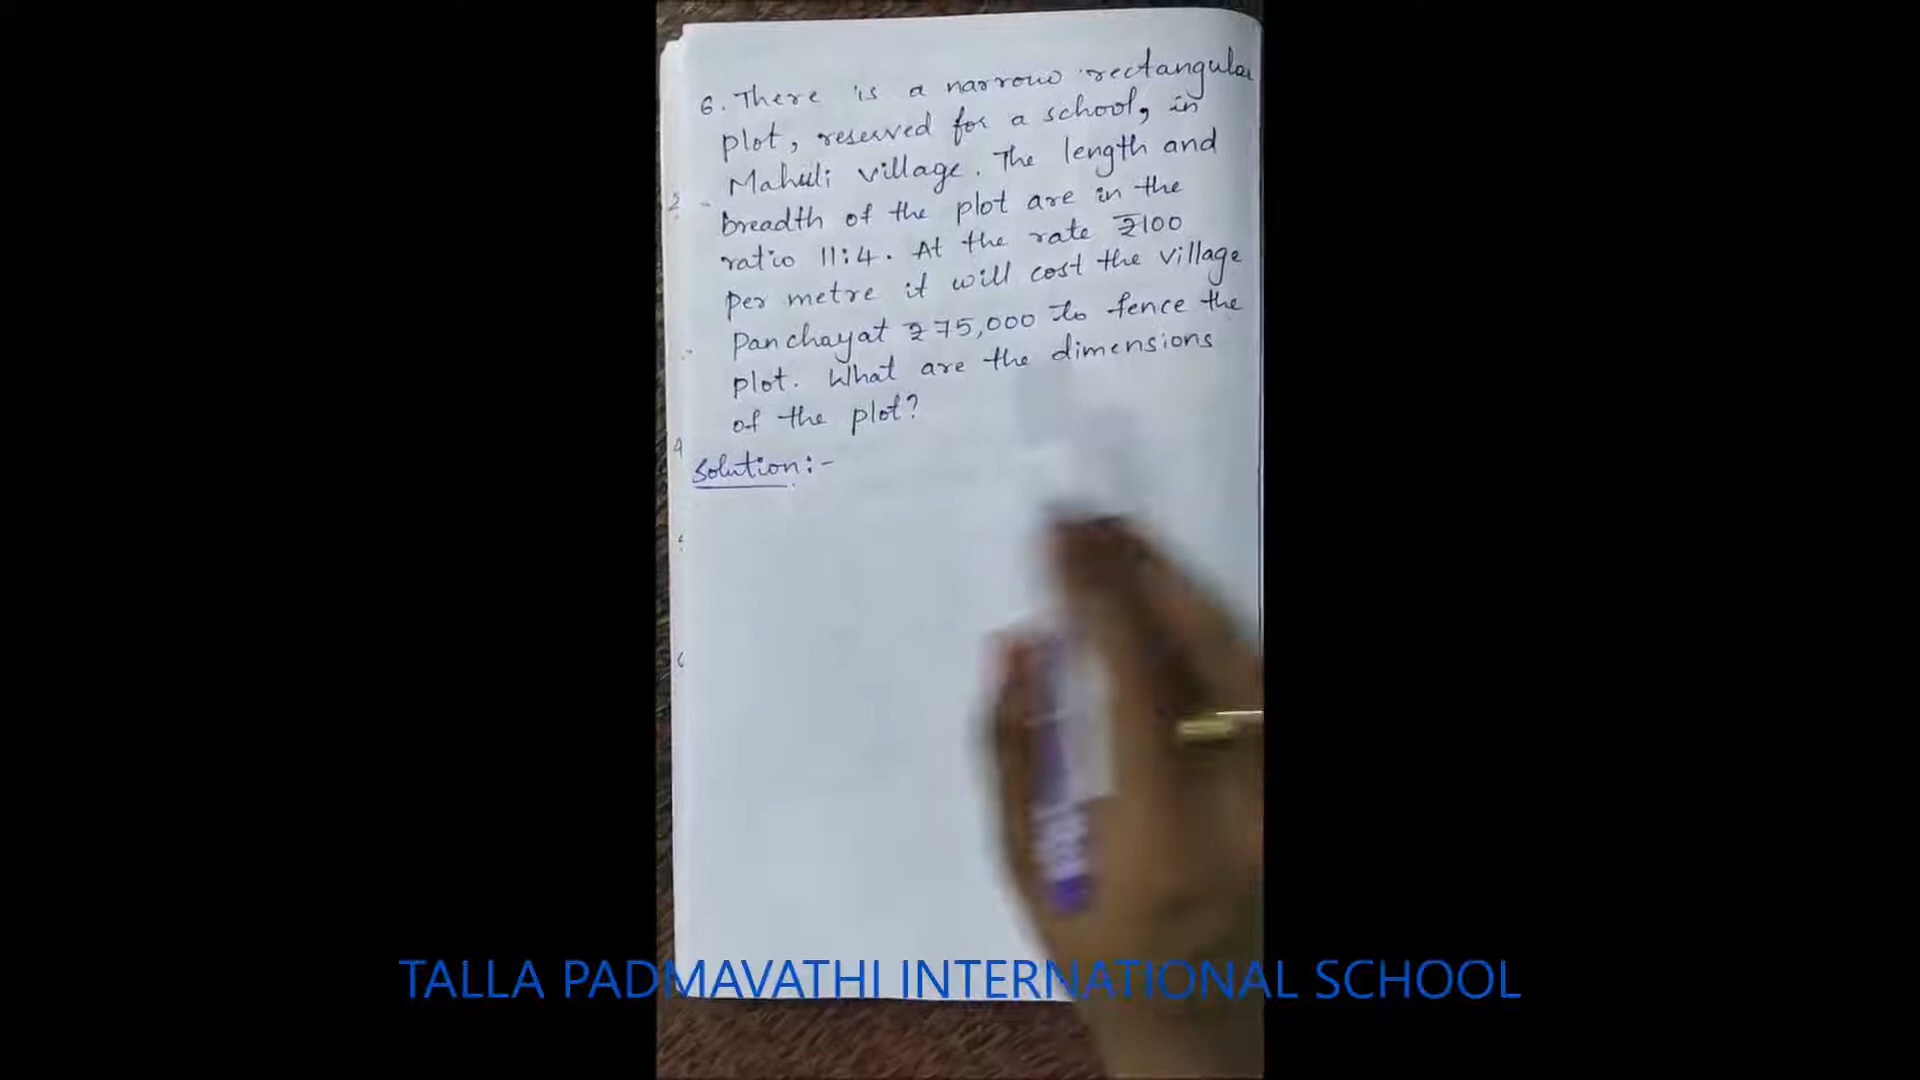 6. There is a narrow rectangular
plot, reserved for a school, in
Mahuli village. The length and
breadth of the plot are in the
ratio 11:4. At the rate ₹100
per metre it will cost the village
panchayat ₹75,000 to fence the
plot. What are the dimensions
of the plot?
Solution:-
TALLA PADMAVATHI INTERNATIONAL SCHOOL